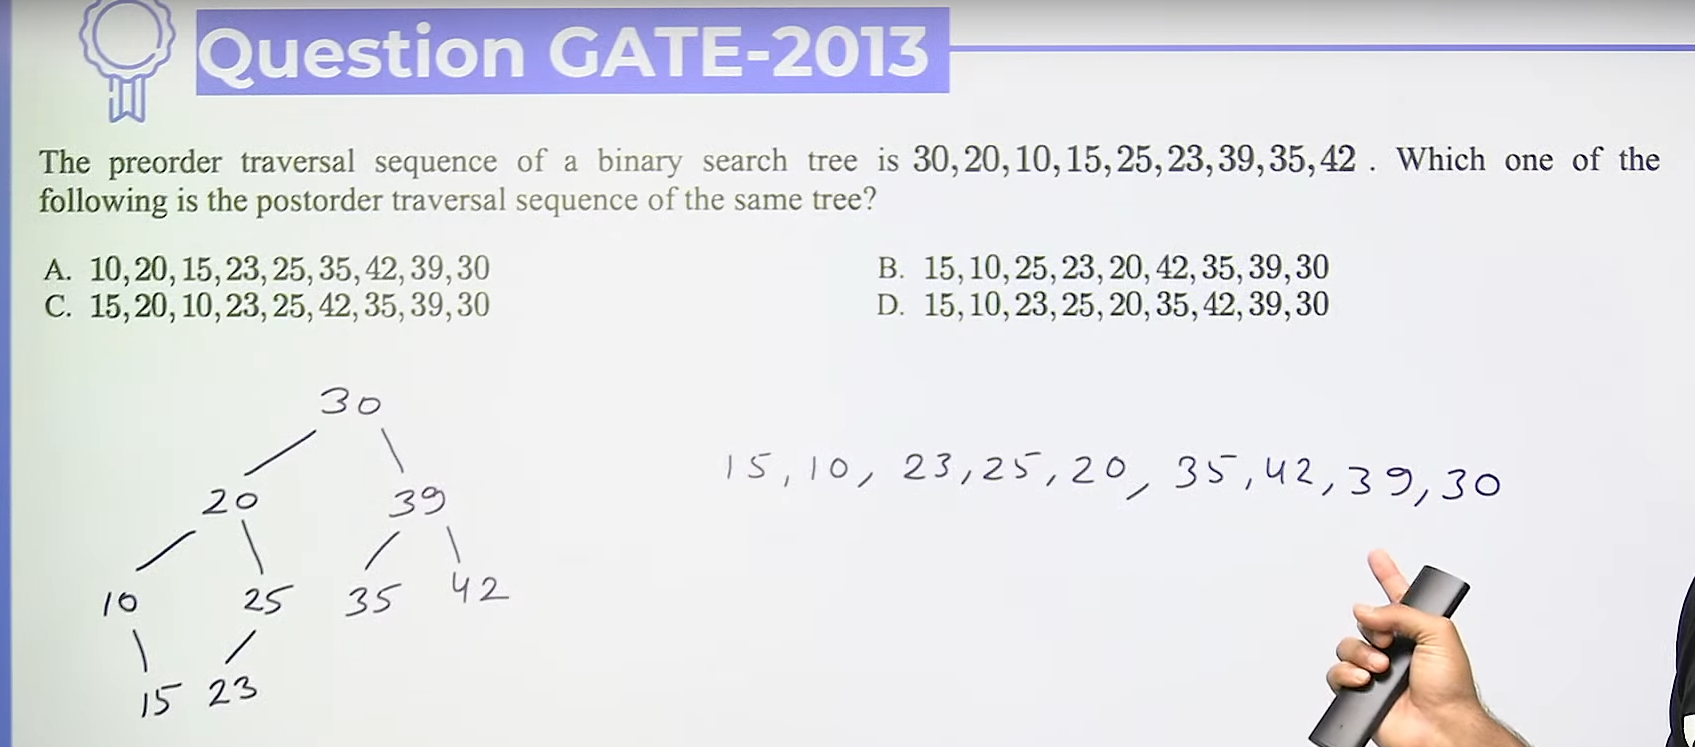 Question GATE-2013
The preorder traversal sequence of a binary search tree is 30, 20, 10, 15, 25, 23, 39, 35, 42 . Which one of the
following is the postorder traversal sequence of the same tree?
A. 10, 20, 15, 23, 25, 35, 42, 39, 30
B. 15, 10, 25, 23, 20, 42, 35, 39, 30
C. 15, 20, 10, 23, 25, 42, 35, 39, 30
D. 15, 10, 23, 25, 20, 35, 42, 39, 30
30
20 39
10 25 35 42
15 23
15, 10, 23, 25, 20, 35, 42, 39, 30